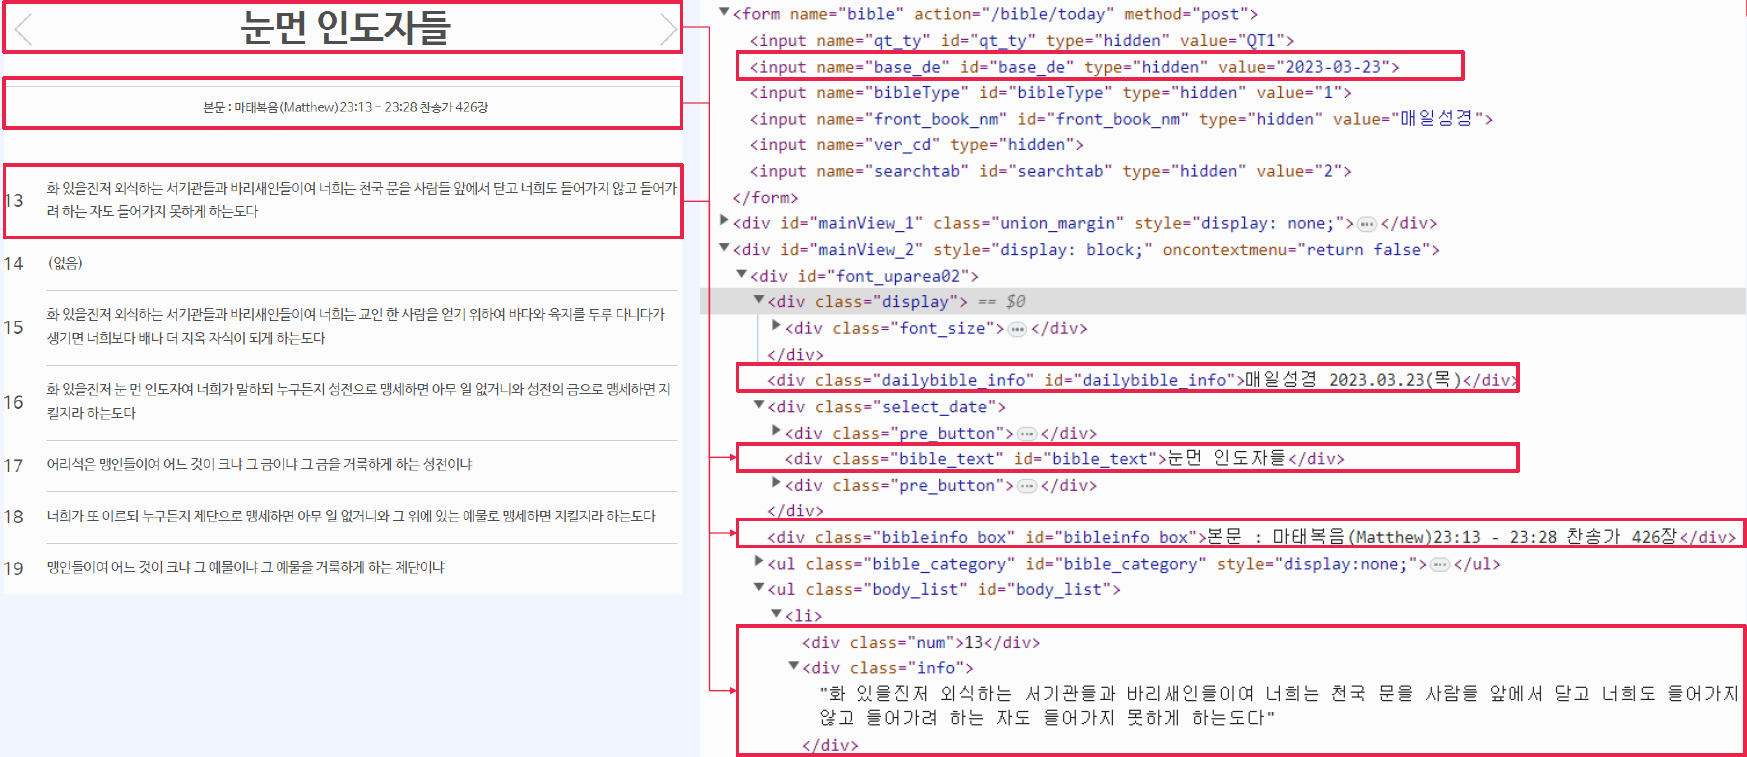 눈먼 인도자들
본문 : 마태복음(Matthew)23:13 - 23:28 찬송가 426장
13
화 있을진저 외식하는 서기관들과 바리새인들이여 너희는 천국 문을 사람들 앞에서 닫고 너희도 들어가지 않고 들어가
려 하는 자도 들어가지 못하게 하는도다
14 (없음)
15
화 있을진저 외식하는 서기관들과 바리새인들이여 너희는 교인 한 사람을 얻기 위하여 바다와 육지를 두루 다니다가
생기면 너희보다 배나 더 지옥 자식이 되게 하는도다
16
화 있을진저 눈 먼 인도자여 너희가 말하되 누구든지 성전으로 맹세하면 아무 일 없거니와 성전의 금으로 맹세하면 지
킬지라 하는도다
17 어리석은 맹인들이여 어느 것이 크냐 그 금이냐 그 금을 거룩하게 하는 성전이냐
18 너희가 또 이르되 누구든지 제단으로 맹세하면 아무 일 없거니와 그 위에 있는 예물로 맹세하면 지킬지라 하는도다
19 맹인들이여 어느 것이 크냐 그 예물이냐 그 예물을 거룩하게 하는 제단이냐
▼<form name="bible" action="/bible/today" method="post">
<input name="qt_ty" id="qt_ty" type="hidden" value="QT1">
<input name="base_de" id="base_de" type="hidden" value="2023-03-23">
<input name="bibleType" id="bibleType" type="hidden" value="1">
<input name="front_book_nm" id="front_book_nm" type="hidden" value="매일성경">
<input name="ver_cd" type="hidden">
<input name="searchtab" id="searchtab" type="hidden" value="2">
</form>
▶<div id="mainView_1" class="union_margin" style="display: none;">⋯</div>
▼<div id="mainView_2" style="display: block;" oncontextmenu="return false">
▼<div id="font_uparea02">
▼<div class="display"> == $0
▶<div class="font_size">⋯</div>
</div>
<div class="dailybible_info" id="dailybible_info">매일성경 2023.03.23(목)</div>
▼<div class="select_date">
▶<div class="pre_button">⋯</div>
<div class="bible_text" id="bible_text">눈먼 인도자들</div>
▶<div class="pre_button">⋯</div>
</div>
<div class="bibleinfo_box" id="bibleinfo_box">본문 : 마태복음(Matthew)23:13 - 23:28 찬송가 426장</div>
▶<ul class="bible_category" id="bible_category" style="display:none;">⋯</ul>
▼<ul class="body_list" id="body_list">
▼<li>
<div class="num">13</div>
▼<div class="info">
"화 있을진저 외식하는 서기관들과 바리새인들이여 너희는 천국 문을 사람들 앞에서 닫고 너희도 들어가지
않고 들어가려 하는 자도 들어가지 못하게 하는도다"
</div>